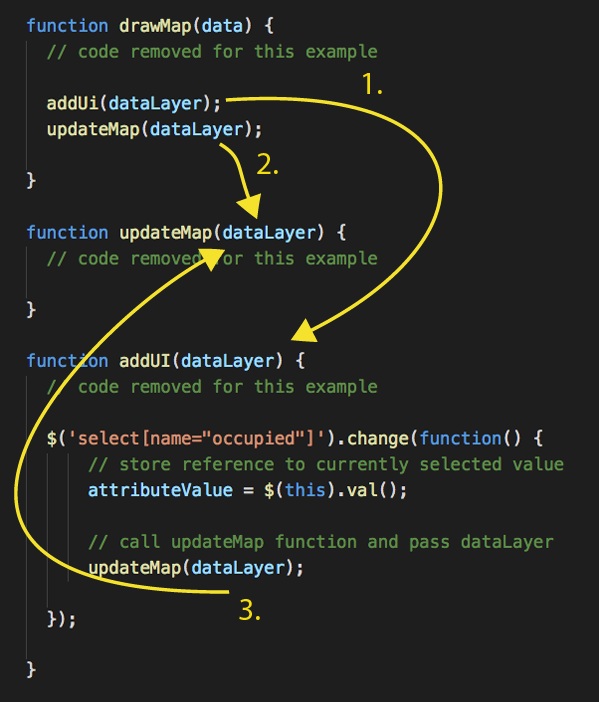 function drawMap(data) {
// code removed for this example
1.
addUi(dataLayer);
updateMap(dataLayer);
2.
}
function updateMap(dataLayer) {
// code removed for this example
}
function addUI(dataLayer) {
// code removed for this example
$('select[name="occupied"]').change(function() {
// store reference to currently selected value
attributeValue = $(this).val();
// call updateMap function and pass dataLayer
updateMap(dataLayer);
3.
});
}